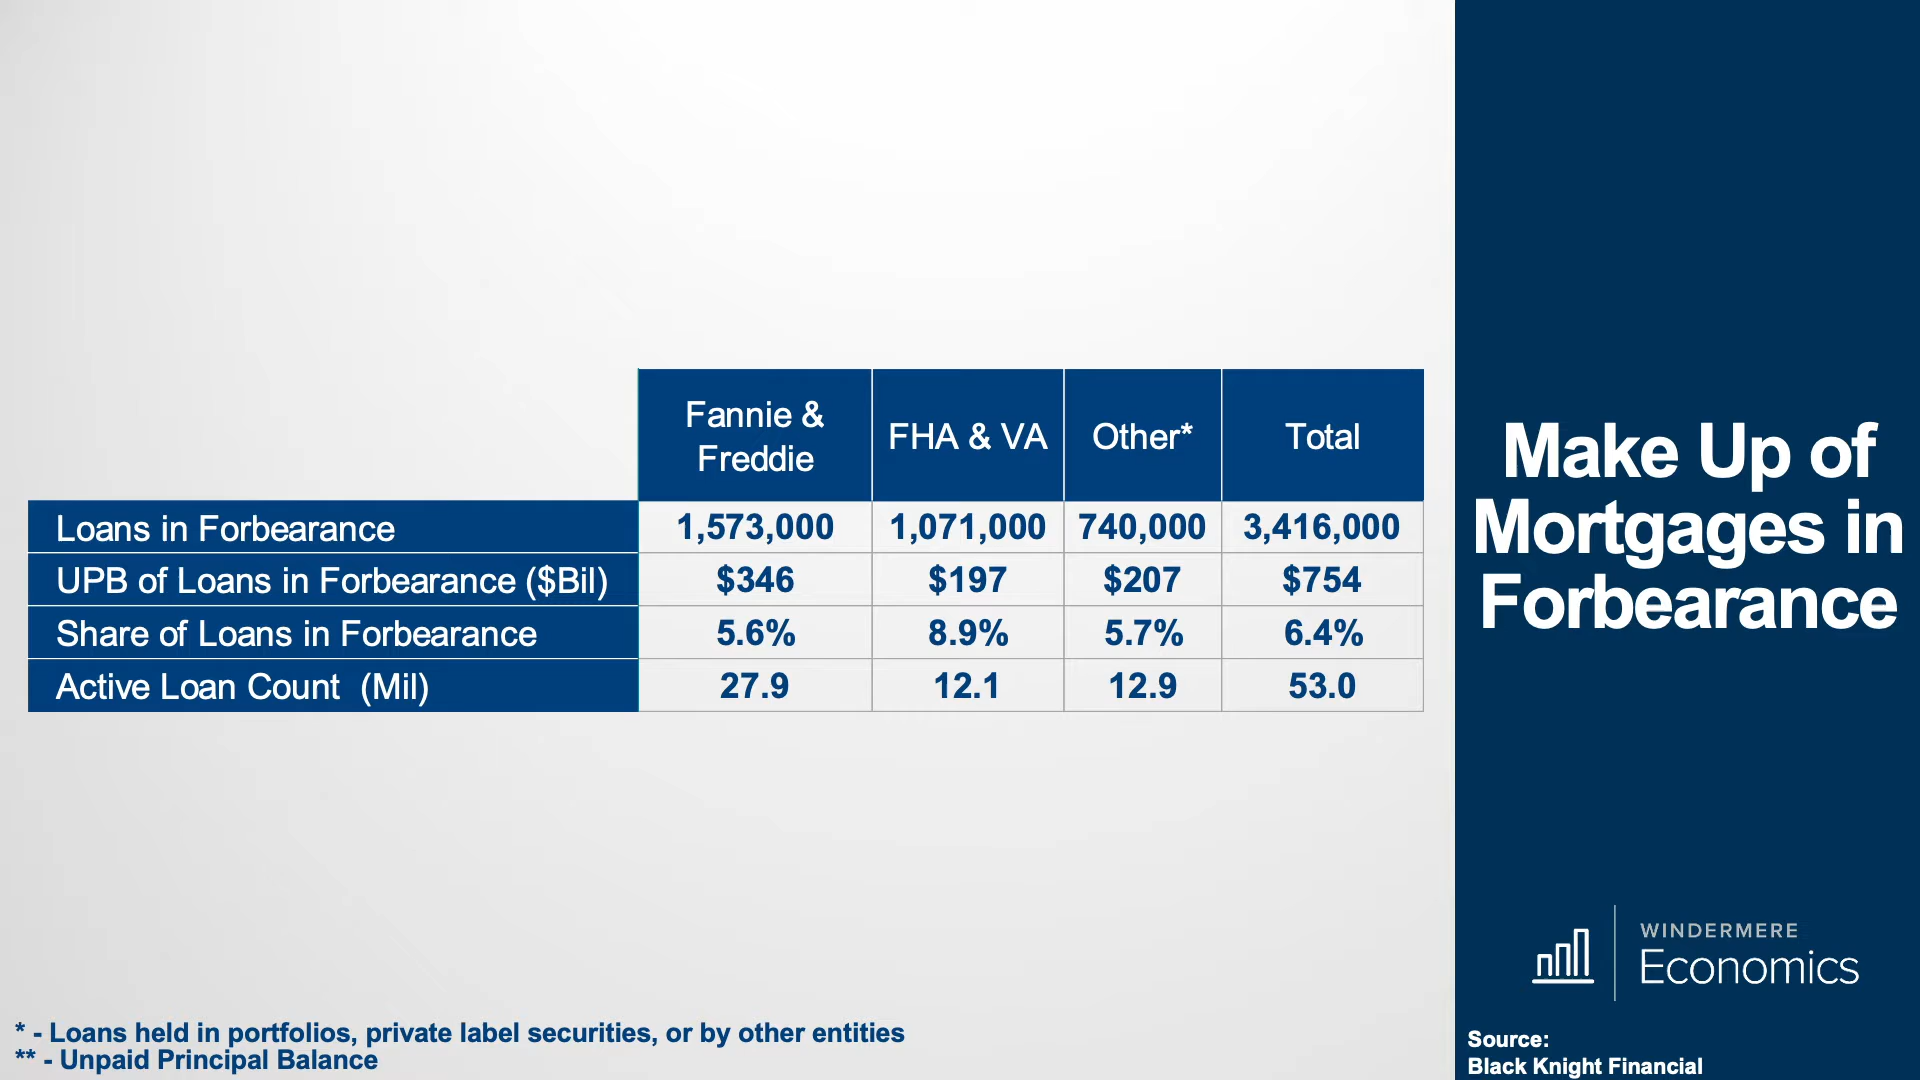 Fannie &
Freddie
FHA & VA
Other*
Total
Loans in Forbearance 1,573,000 1,071,000 740,000 3,416,000
UPB of Loans in Forbearance ($Bil) $346 $197 $207 $754
Share of Loans in Forbearance 5.6% 8.9% 5.7% 6.4%
Active Loan Count (Mil) 27.9 12.1 12.9 53.0
* - Loans held in portfolios, private label securities, or by other entities
** - Unpaid Principal Balance
Make Up of
Mortgages in
Forbearance
WINDERMERE
Economics
Source:
Black Knight Financial